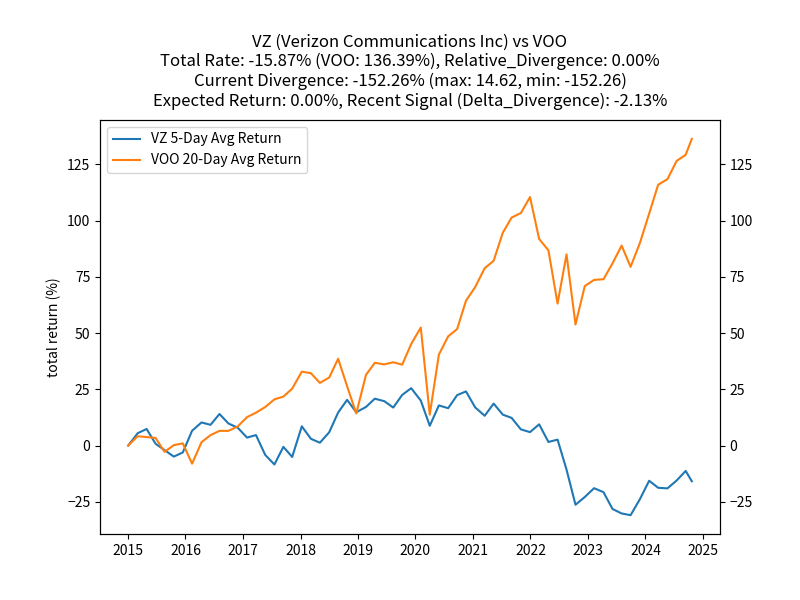 VZ (Verizon Communications Inc) vs VOO
Total Rate: -15.87% (VOO: 136.39%), Relative_Divergence: 0.00%
Current Divergence: -152.26% (max: 14.62, min: -152.26)
Expected Return: 0.00%, Recent Signal (Delta_Divergence): -2.13%
VZ 5-Day Avg Return
VOO 20-Day Avg Return
total return (%)
125
100
75
50
25
0
−25
125
100
75
50
25
0
−25
2015 2016 2017 2018 2019 2020 2021 2022 2023 2024 2025